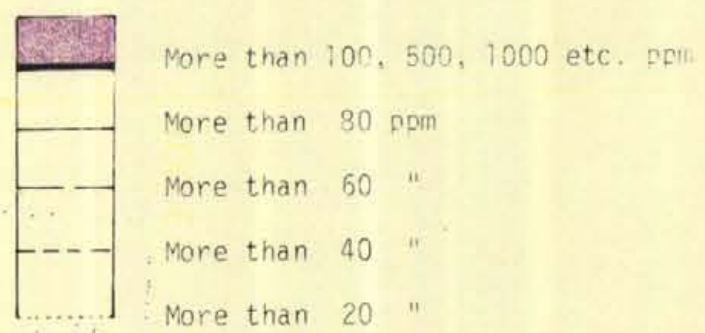 More than 100, 500, 1000 etc. ppm
More than 80 ppm
More than 60 "
More than 40 "
More than 20 "